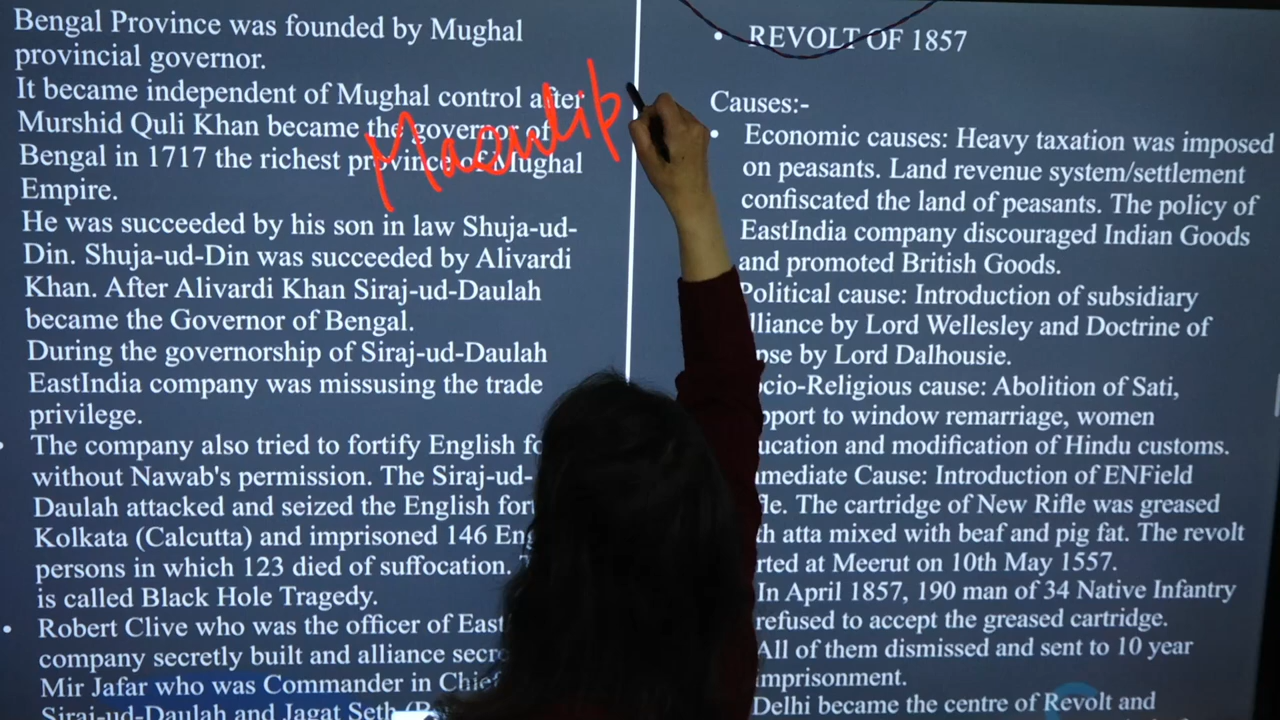 Bengal Province was founded by Mughal
provincial governor.
It became independent of Mughal control after
Murshid Quli Khan became the governor of
Bengal in 1717 the richest province of Mughal
Empire.
He was succeeded by his son in law Shuja-ud-
Din. Shuja-ud-Din was succeeded by Alivardi
Khan. After Alivardi Khan Siraj-ud-Daulah
became the Governor of Bengal.
During the governorship of Siraj-ud-Daulah
EastIndia company was missusing the trade
privilege.
The company also tried to fortify English
without Nawab's permission. The Siraj-ud-
Daulah attacked and seized the English
Kolkata (Calcutta) and imprisoned 146
persons in which 123 died of suffocation.
is called Black Hole Tragedy.
• Robert Clive who was the officer of East
company secretly built and alliance
Mir Jafar who was Commander in
Siraj-ud-Daulah and Jagat Seth
Masulip
• REVOLT OF 1857
Causes:-
• Economic causes: Heavy taxation was imposed
on peasants. Land revenue system/settlement
confiscated the land of peasants. The policy of
EastIndia company discouraged Indian Goods
and promoted British Goods.
Political cause: Introduction of subsidiary
lliance by Lord Wellesley and Doctrine of
pse by Lord Dalhousie.
cio-Religious cause: Abolition of Sati,
pport to window remarriage, women
ucation and modification of Hindu customs.
mediate Cause: Introduction of ENField
le. The cartridge of New Rifle was greased
th atta mixed with beaf and pig fat. The revolt
rted at Meerut on 10th May 1557.
In April 1857, 190 man of 34 Native Infantry
refused to accept the greased cartridge.
All of them dismissed and sent to 10 year
imprisonment.
Delhi became the centre of Revolt and